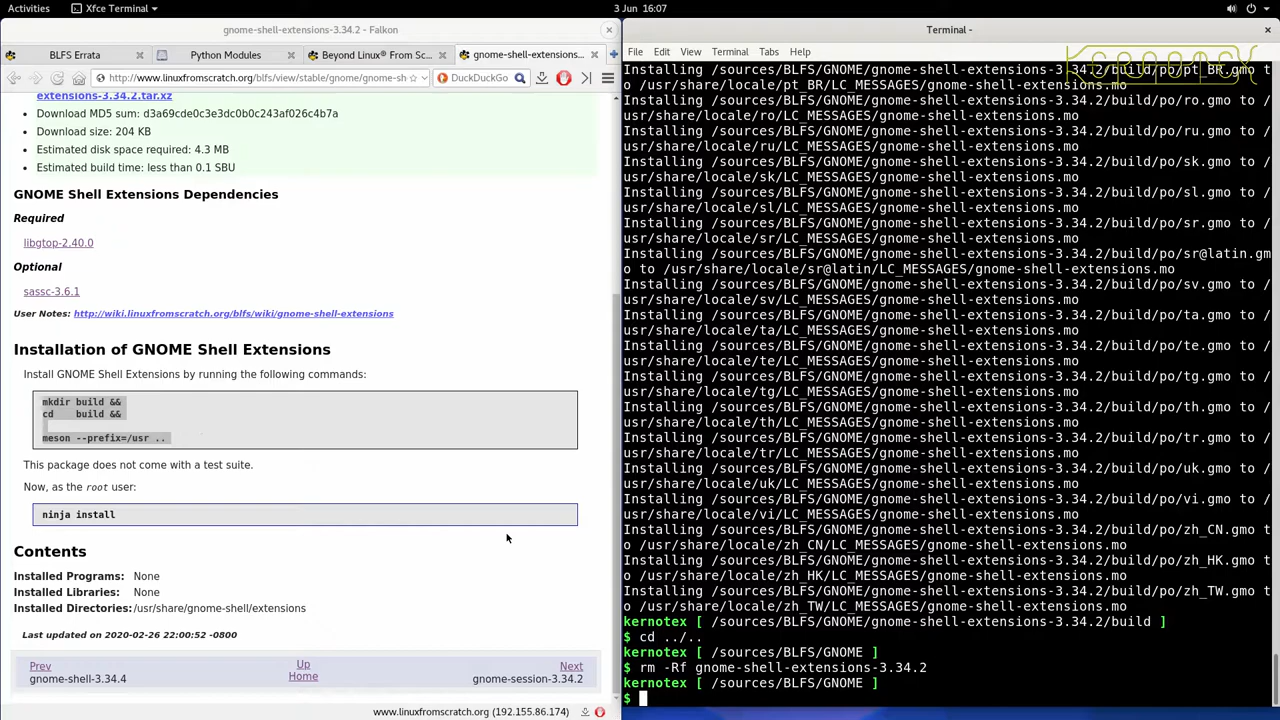 Activities
Xfce Terminal
3 Jun 16:07
gnome-shell-extensions-3.34.2 - Falkon
BLFS Errata
Python Modules
Beyond Linux® From Sc...
gnome-shell-extensions...
http://www.linuxfromscratch.org/blfs/view/stable/gnome/gnome-sh
DuckDuckGo
extensions-3.34.2.tar.xz
• Download MD5 sum: d3a69cde0c3e3dc0b0c243af026c4b7a
• Download size: 204 KB
• Estimated disk space required: 4.3 MB
• Estimated build time: less than 0.1 SBU
GNOME Shell Extensions Dependencies
Required
libgtop-2.40.0
Optional
sassc-3.6.1
User Notes: http://wiki.linuxfromscratch.org/blfs/wiki/gnome-shell-extensions
Installation of GNOME Shell Extensions
Install GNOME Shell Extensions by running the following commands:
mkdir build &&
cd    build &&
meson --prefix=/usr ..
This package does not come with a test suite.
Now, as the root user:
ninja install
Contents
Installed Programs: None
Installed Libraries: None
Installed Directories: /usr/share/gnome-shell/extensions
Last updated on 2020-02-26 22:00:52 -0800
Prev
gnome-shell-3.34.4
Up
Home
Next
gnome-session-3.34.2
www.linuxfromscratch.org (192.155.86.174)
Terminal -
File Edit View Terminal Tabs Help
KERNOTEX
Installing /sources/BLFS/GNOME/gnome-shell-extensions-3.34.2/build/po/pt_BR.gmo t
o /usr/share/locale/pt_BR/LC_MESSAGES/gnome-shell-extensions.mo
Installing /sources/BLFS/GNOME/gnome-shell-extensions-3.34.2/build/po/ro.gmo to /
usr/share/locale/ro/LC_MESSAGES/gnome-shell-extensions.mo
Installing /sources/BLFS/GNOME/gnome-shell-extensions-3.34.2/build/po/ru.gmo to /
usr/share/locale/ru/LC_MESSAGES/gnome-shell-extensions.mo
Installing /sources/BLFS/GNOME/gnome-shell-extensions-3.34.2/build/po/sk.gmo to /
usr/share/locale/sk/LC_MESSAGES/gnome-shell-extensions.mo
Installing /sources/BLFS/GNOME/gnome-shell-extensions-3.34.2/build/po/sl.gmo to /
usr/share/locale/sl/LC_MESSAGES/gnome-shell-extensions.mo
Installing /sources/BLFS/GNOME/gnome-shell-extensions-3.34.2/build/po/sr.gmo to /
usr/share/locale/sr/LC_MESSAGES/gnome-shell-extensions.mo
Installing /sources/BLFS/GNOME/gnome-shell-extensions-3.34.2/build/po/sr@latin.gm
o to /usr/share/locale/sr@latin/LC_MESSAGES/gnome-shell-extensions.mo
Installing /sources/BLFS/GNOME/gnome-shell-extensions-3.34.2/build/po/sv.gmo to /
usr/share/locale/sv/LC_MESSAGES/gnome-shell-extensions.mo
Installing /sources/BLFS/GNOME/gnome-shell-extensions-3.34.2/build/po/ta.gmo to /
usr/share/locale/ta/LC_MESSAGES/gnome-shell-extensions.mo
Installing /sources/BLFS/GNOME/gnome-shell-extensions-3.34.2/build/po/te.gmo to /
usr/share/locale/te/LC_MESSAGES/gnome-shell-extensions.mo
Installing /sources/BLFS/GNOME/gnome-shell-extensions-3.34.2/build/po/tg.gmo to /
usr/share/locale/tg/LC_MESSAGES/gnome-shell-extensions.mo
Installing /sources/BLFS/GNOME/gnome-shell-extensions-3.34.2/build/po/th.gmo to /
usr/share/locale/th/LC_MESSAGES/gnome-shell-extensions.mo
Installing /sources/BLFS/GNOME/gnome-shell-extensions-3.34.2/build/po/tr.gmo to /
usr/share/locale/tr/LC_MESSAGES/gnome-shell-extensions.mo
Installing /sources/BLFS/GNOME/gnome-shell-extensions-3.34.2/build/po/uk.gmo to /
usr/share/locale/uk/LC_MESSAGES/gnome-shell-extensions.mo
Installing /sources/BLFS/GNOME/gnome-shell-extensions-3.34.2/build/po/vi.gmo to /
usr/share/locale/vi/LC_MESSAGES/gnome-shell-extensions.mo
Installing /sources/BLFS/GNOME/gnome-shell-extensions-3.34.2/build/po/zh_CN.gmo t
o /usr/share/locale/zh_CN/LC_MESSAGES/gnome-shell-extensions.mo
Installing /sources/BLFS/GNOME/gnome-shell-extensions-3.34.2/build/po/zh_HK.gmo t
o /usr/share/locale/zh_HK/LC_MESSAGES/gnome-shell-extensions.mo
Installing /sources/BLFS/GNOME/gnome-shell-extensions-3.34.2/build/po/zh_TW.gmo t
o /usr/share/locale/zh_TW/LC_MESSAGES/gnome-shell-extensions.mo
kernotex [ /sources/BLFS/GNOME/gnome-shell-extensions-3.34.2/build ]
$ cd ../..
kernotex [ /sources/BLFS/GNOME ]
$ rm -Rf gnome-shell-extensions-3.34.2
kernotex [ /sources/BLFS/GNOME ]
$